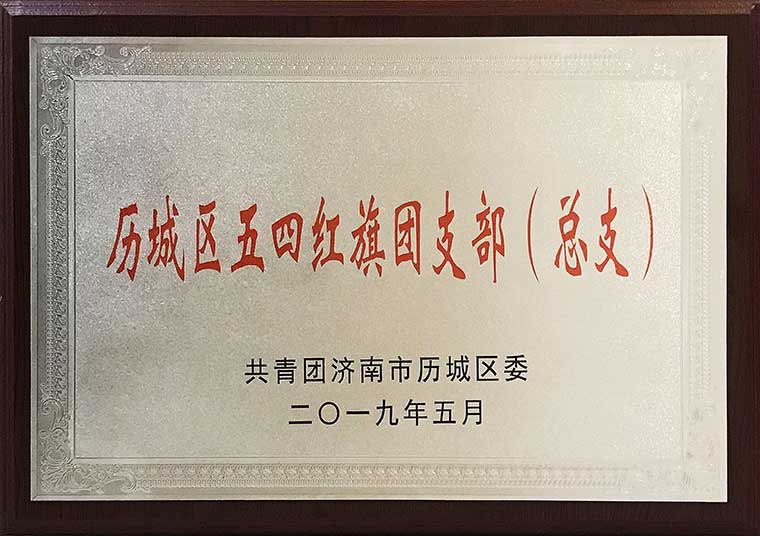 历城区五四红旗团支部（总支）
共青团济南市历城区委
二〇一九年五月